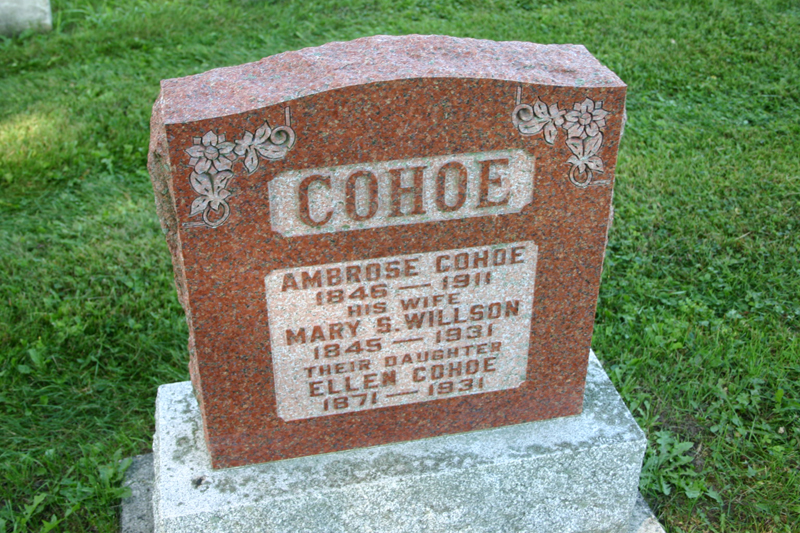 COHOE
AMBROSE COHOE
1846 — 1911
HIS WIFE
MARY S. WILLSON
1845 — 1931
THEIR DAUGHTER
ELLEN COHOE
1871 — 1931